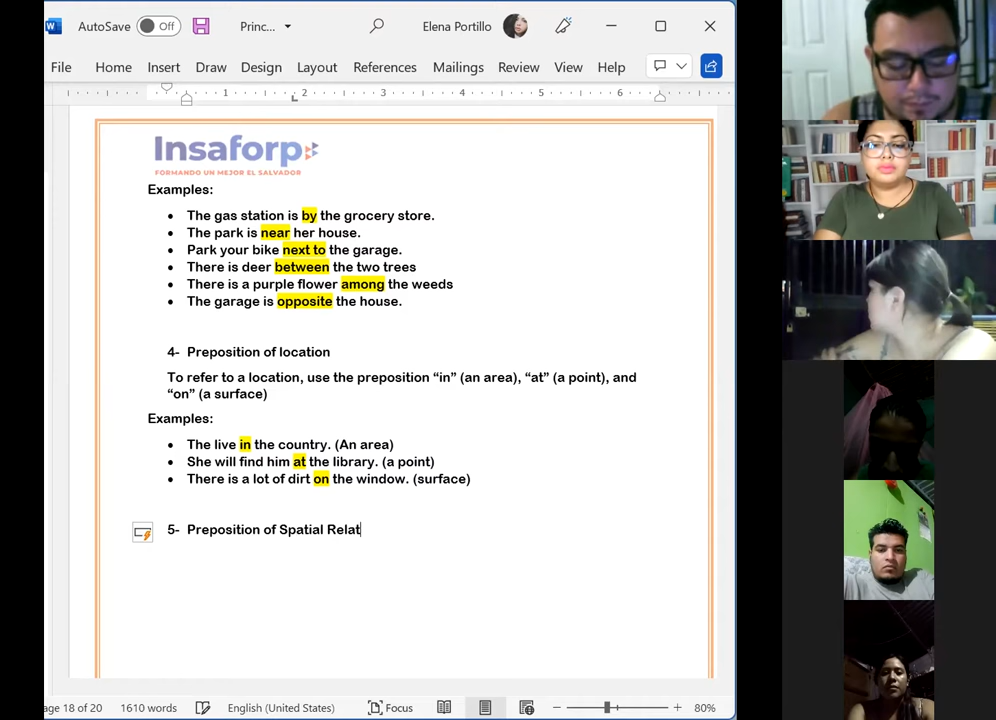 AutoSave Off Princ... Elena Portillo
File Home Insert Draw Design Layout References Mailings Review View Help
1 2 3 4 5 6
Insaforp
FORMANDO UN MEJOR EL SALVADOR
Examples:
• The gas station is by the grocery store.
• The park is near her house.
• Park your bike next to the garage.
• There is deer between the two trees
• There is a purple flower among the weeds
• The garage is opposite the house.
4- Preposition of location
To refer to a location, use the preposition “in” (an area), “at” (a point), and
“on” (a surface)
Examples:
• The live in the country. (An area)
• She will find him at the library. (a point)
• There is a lot of dirt on the window. (surface)
5- Preposition of Spatial Relat
age 18 of 20 1610 words English (United States) Focus 80%